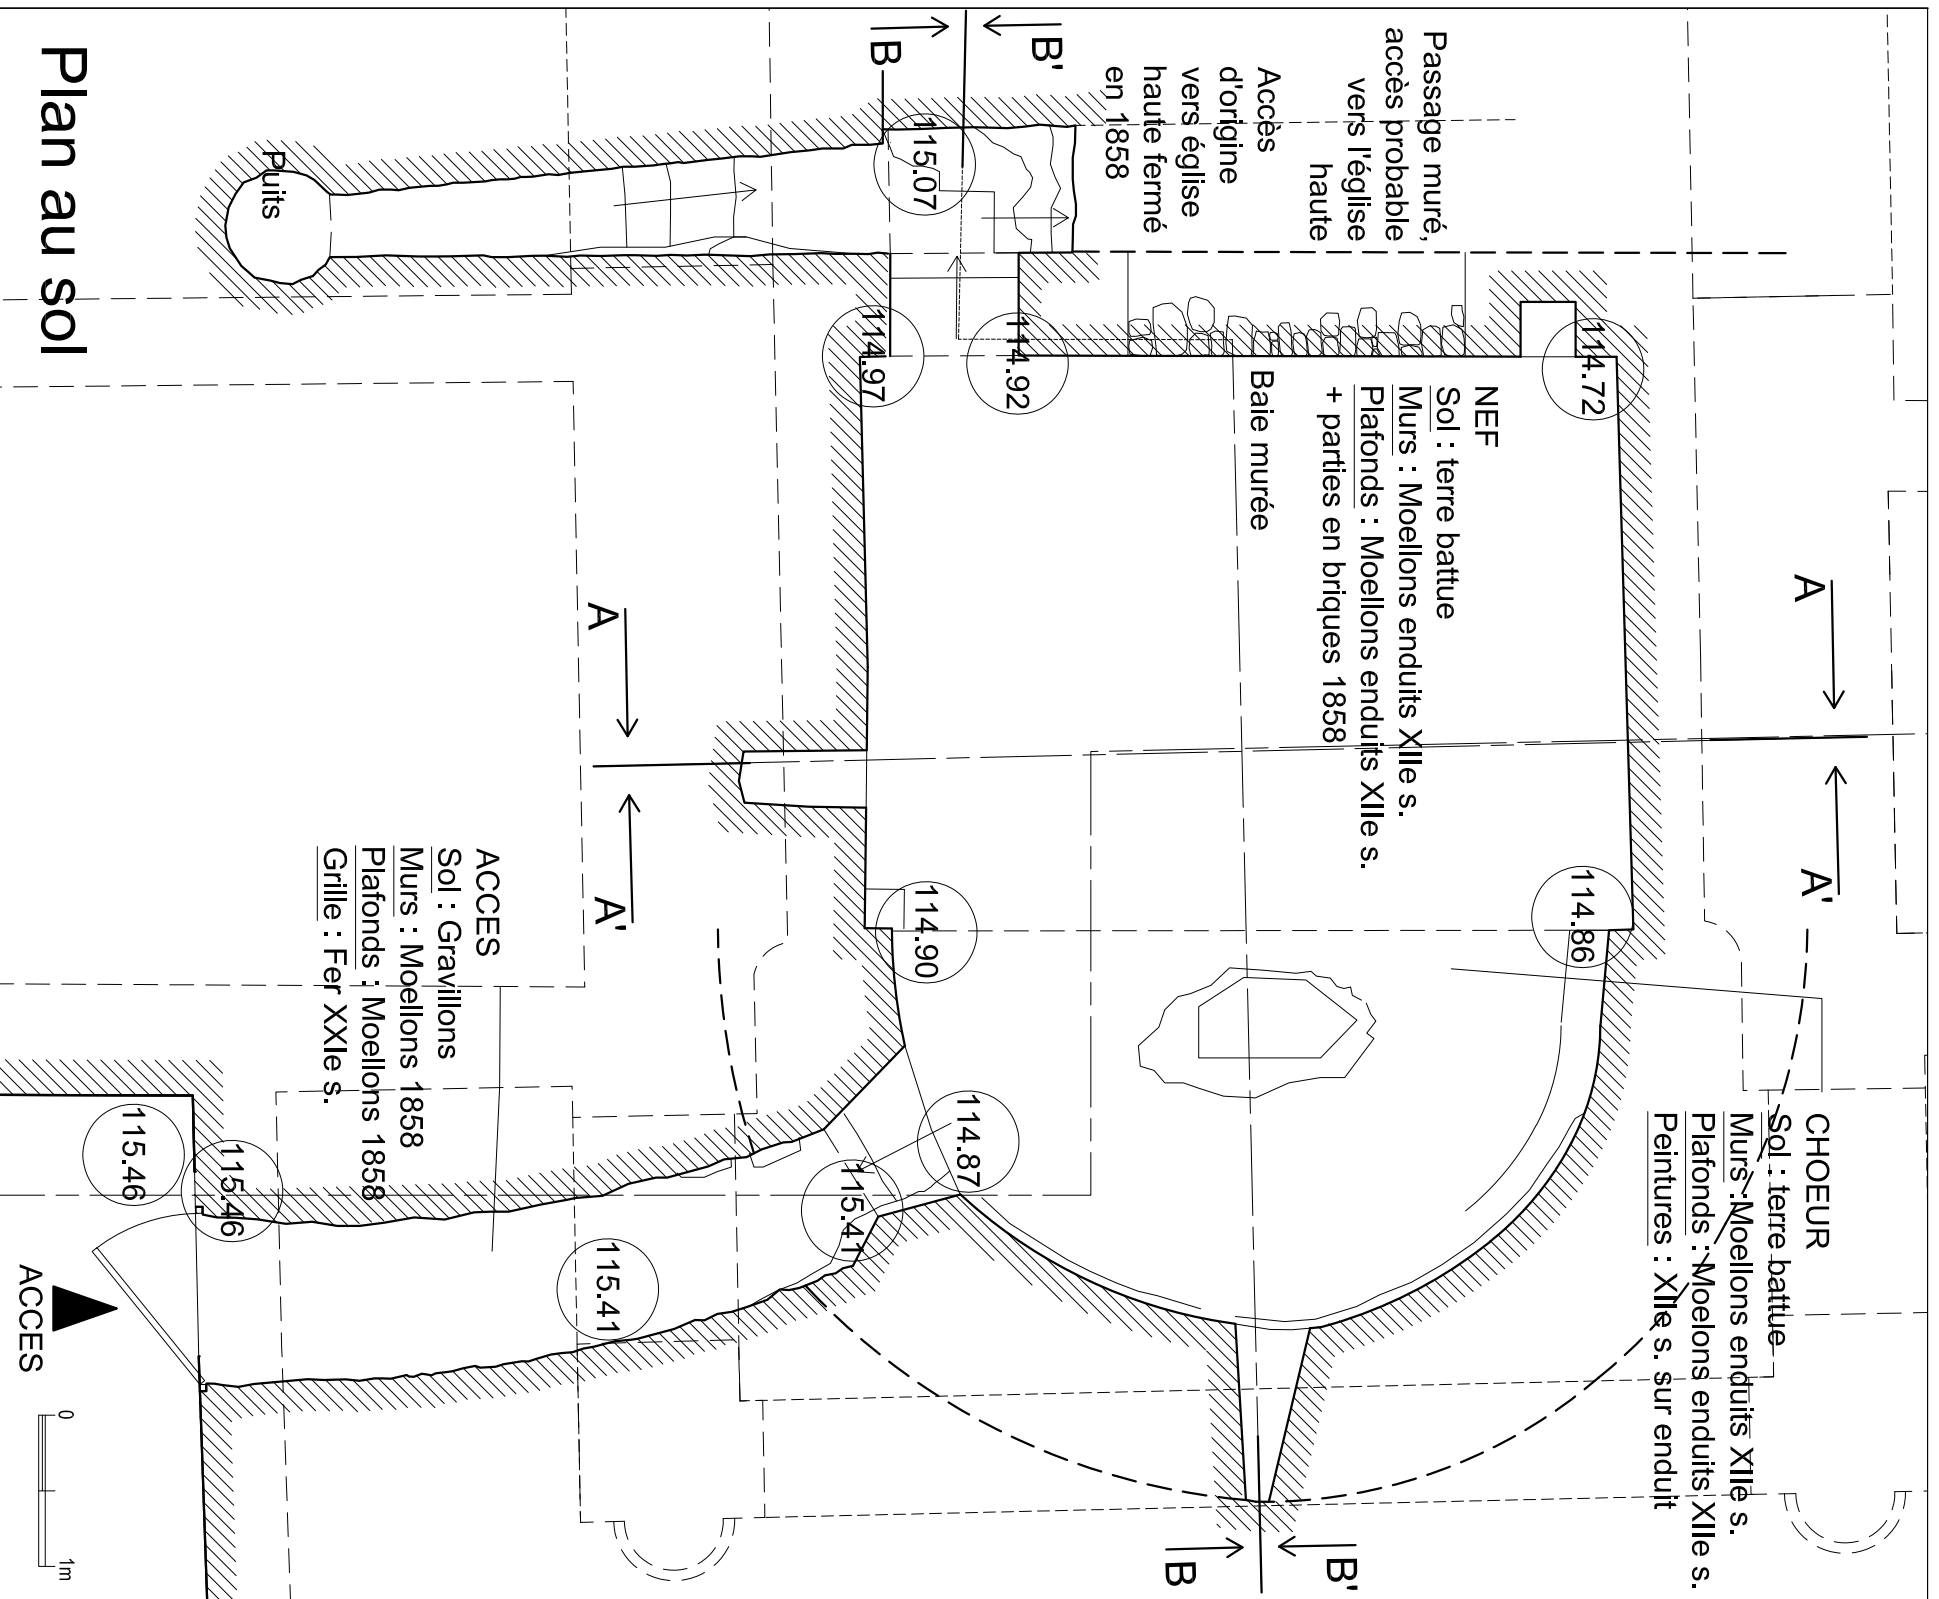 Plan au sol
B
B'
Passage muré,
accès probable
vers l'église
haute
Accès
d'origine
vers église
haute fermé
en 1858
Puits
115.07
114.97
114.92
114.72
Baie murée
NEF
Sol : terre battue
Murs : Moellons enduits XIIe s.
Plafonds : Moellons enduits XIIe s.
+ parties en briques 1858
A
A
A'
A'
114.90
114.86
ACCES
Sol : Gravillons
Murs : Moellons 1858
Plafonds : Moellons 1858
Grille : Fer XXIe s.
114.87
115.41
115.41
115.46
115.46
CHOEUR
Sol : terre battue
Murs : Moellons enduits XIIe s.
Plafonds : Moelons enduits XIIe s.
Peintures : XIIe s. sur enduit
ACCES
0
1m
B
B'